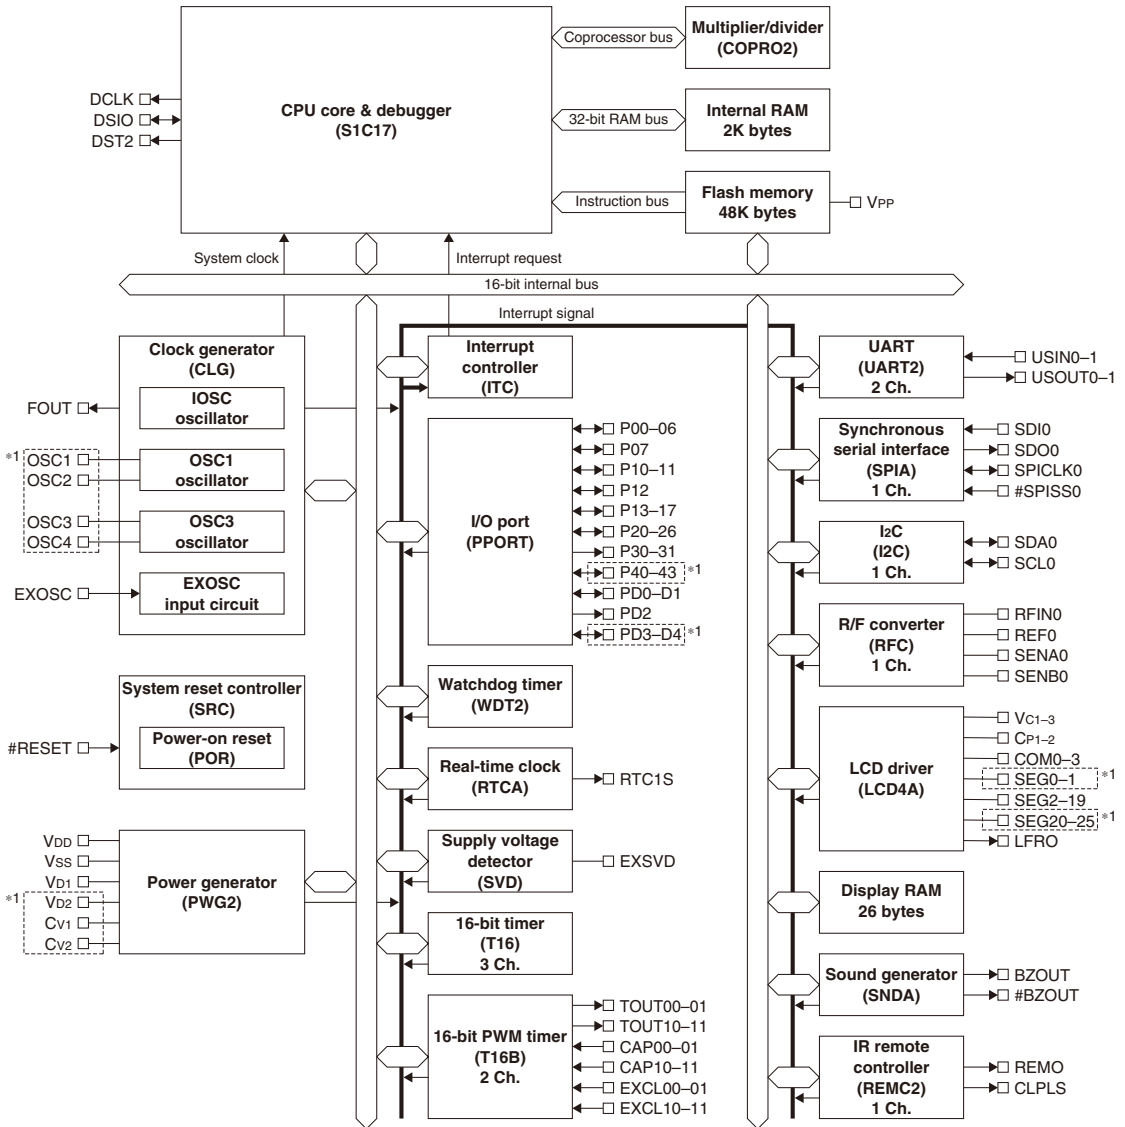 Coprocessor bus
Multiplier/divider
(COPRO2)
DCLK
DSIO
DST2
CPU core & debugger
(S1C17)
32-bit RAM bus
Internal RAM
2K bytes
Instruction bus
Flash memory
48K bytes
VPP
System clock
Interrupt request
16-bit internal bus
Interrupt signal
Clock generator
(CLG)
IOSC
oscillator
FOUT
*1
OSC1
OSC2
OSC1
oscillator
OSC3
OSC4
OSC3
oscillator
EXOSC
EXOSC
input circuit
System reset controller
(SRC)
#RESET
Power-on reset
(POR)
VDD
VSS
VD1
*1
VD2
CV1
CV2
Power generator
(PWG2)
Interrupt
controller
(ITC)
I/O port
(PPORT)
P00–06
P07
P10–11
P12
P13–17
P20–26
P30–31
P40–43 *1
PD0–D1
PD2
PD3–D4 *1
Watchdog timer
(WDT2)
Real-time clock
(RTCA)
RTC1S
Supply voltage
detector
(SVD)
EXSVD
16-bit timer
(T16)
3 Ch.
16-bit PWM timer
(T16B)
2 Ch.
TOUT00–01
TOUT10–11
CAP00–01
CAP10–11
EXCL00–01
EXCL10–11
UART
(UART2)
2 Ch.
USIN0–1
USOUT0–1
Synchronous
serial interface
(SPIA)
1 Ch.
SDI0
SDO0
SPICLK0
#SPISS0
I2C
(I2C)
1 Ch.
SDA0
SCL0
R/F converter
(RFC)
1 Ch.
RFIN0
REF0
SENA0
SENB0
LCD driver
(LCD4A)
VC1–3
CP1–2
COM0–3
SEG0–1 *1
SEG2–19
SEG20–25 *1
LFRO
Display RAM
26 bytes
Sound generator
(SNDA)
BZOUT
#BZOUT
IR remote
controller
(REMC2)
1 Ch.
REMO
CLPLS